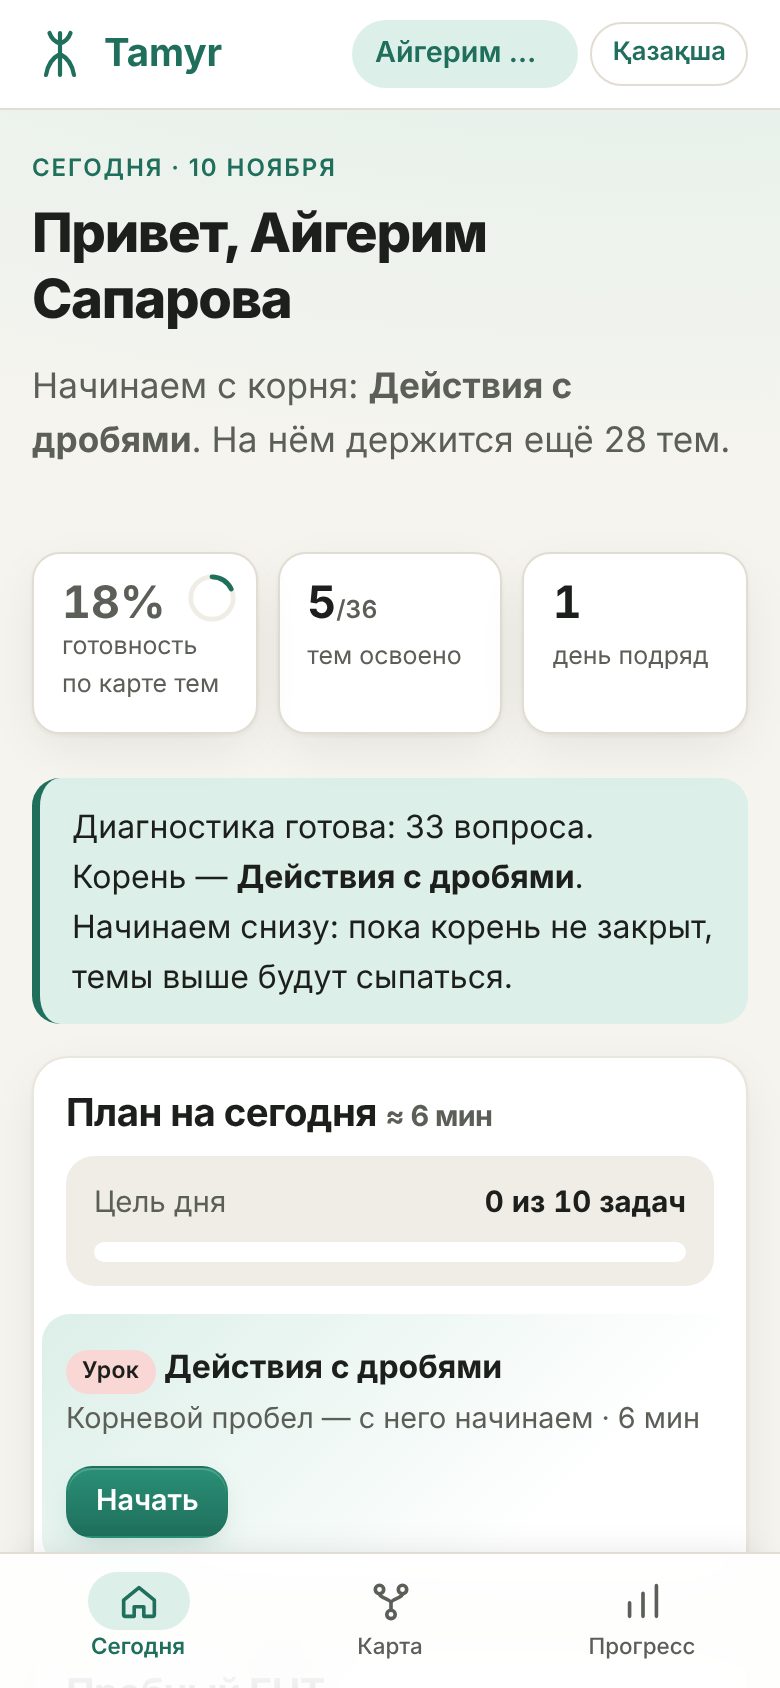 Tamyr
Айгерим ...
Қазақша
СЕГОДНЯ · 10 НОЯБРЯ
Привет, Айгерим
Сапарова
Начинаем с корня: Действия с
дробями. На нём держится ещё 28 тем.
18%
готовность
по карте тем
5/36
тем освоено
1
день подряд
Диагностика готова: 33 вопроса.
Корень — Действия с дробями.
Начинаем снизу: пока корень не закрыт,
темы выше будут сыпаться.
План на сегодня ≈ 6 мин
Цель дня
0 из 10 задач
Урок Действия с дробями
Корневой пробел — с него начинаем · 6 мин
Начать
Сегодня
Карта
Прогресс
Пробный ЕНТ